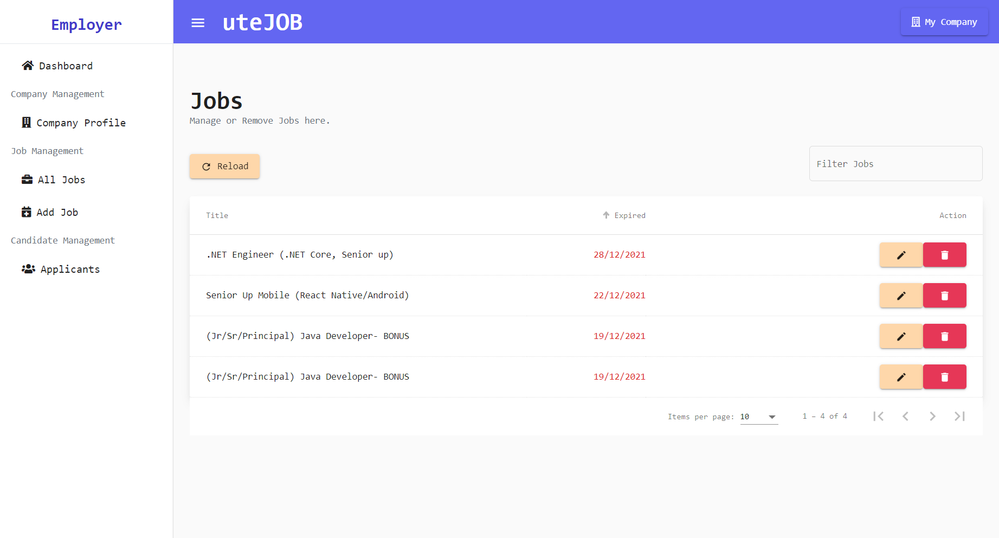 Employer
Dashboard
Company Management
Company Profile
Job Management
All Jobs
Add Job
Candidate Management
Applicants
uteJOB
My Company
Jobs
Manage or Remove Jobs here.
Reload
Filter Jobs
Title Expired Action
.NET Engineer (.NET Core, Senior up) 28/12/2021
Senior Up Mobile (React Native/Android) 22/12/2021
(Jr/Sr/Principal) Java Developer- BONUS 19/12/2021
(Jr/Sr/Principal) Java Developer- BONUS 19/12/2021
Items per page: 10 1 – 4 of 4